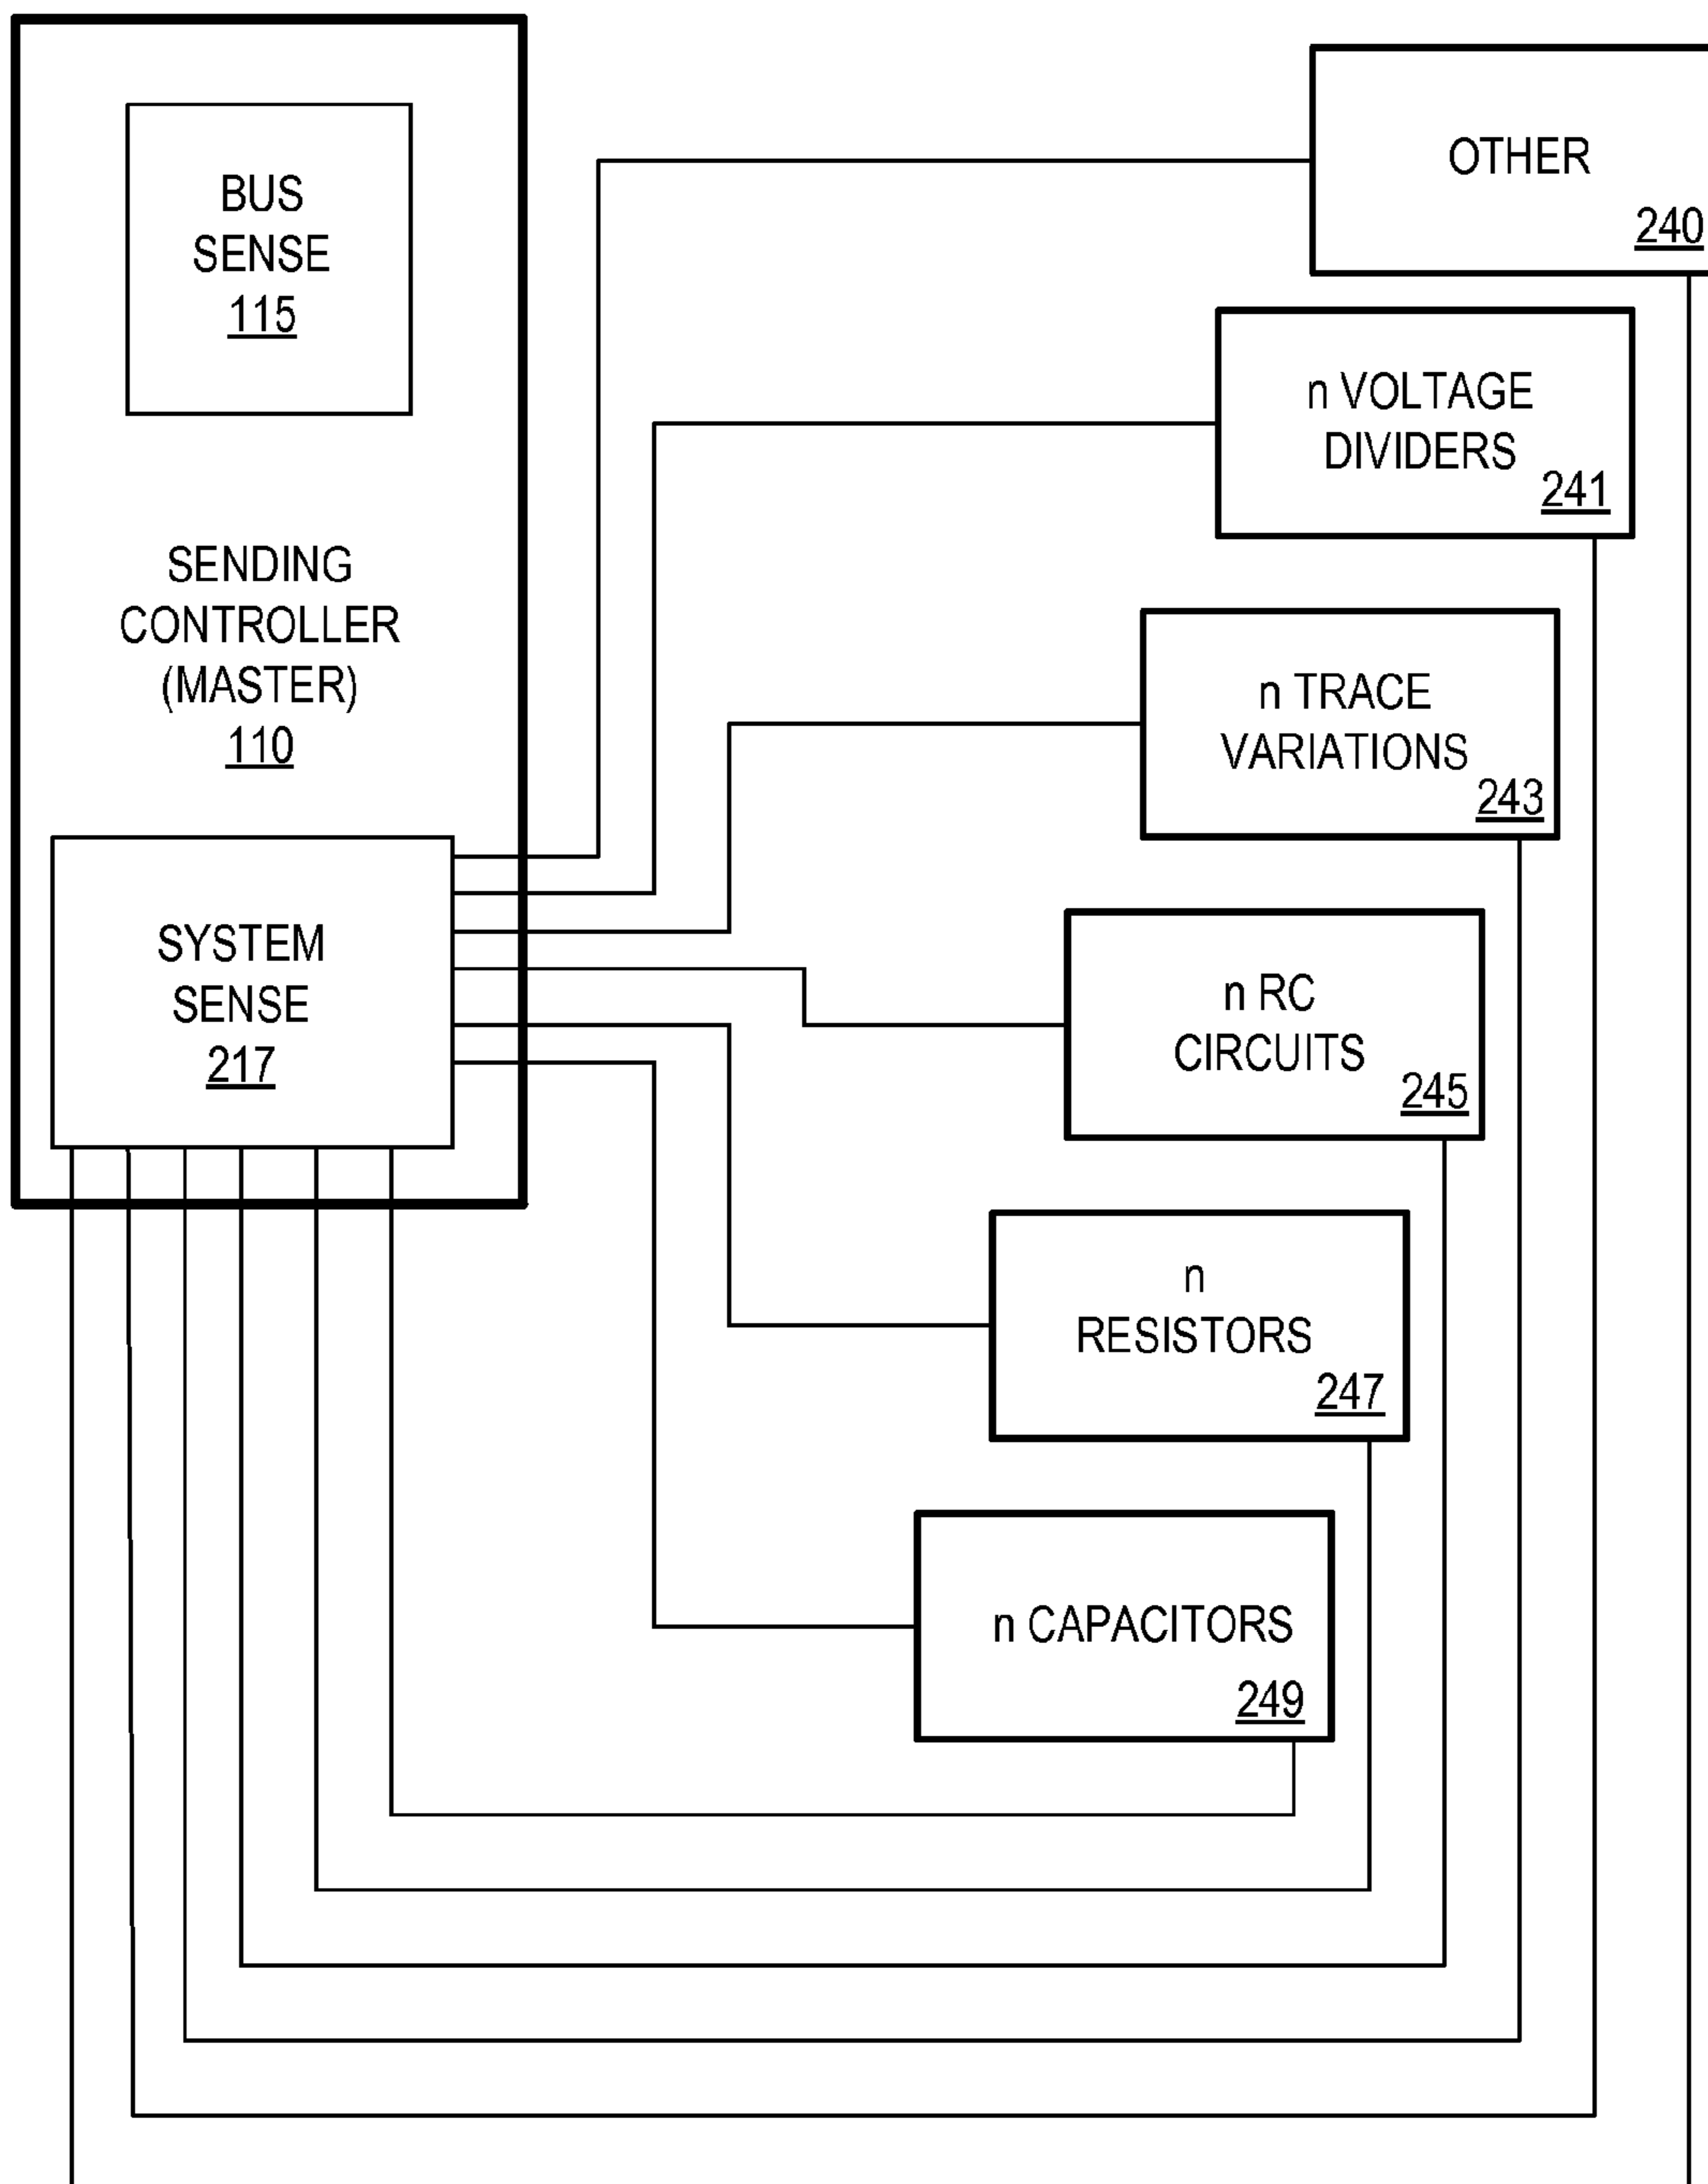 BUS
SENSE
115
SENDING
CONTROLLER
(MASTER)
110
SYSTEM
SENSE
217
OTHER
240
n VOLTAGE
DIVIDERS
241
n TRACE
VARIATIONS
243
n RC
CIRCUITS
245
n
RESISTORS
247
n CAPACITORS
249